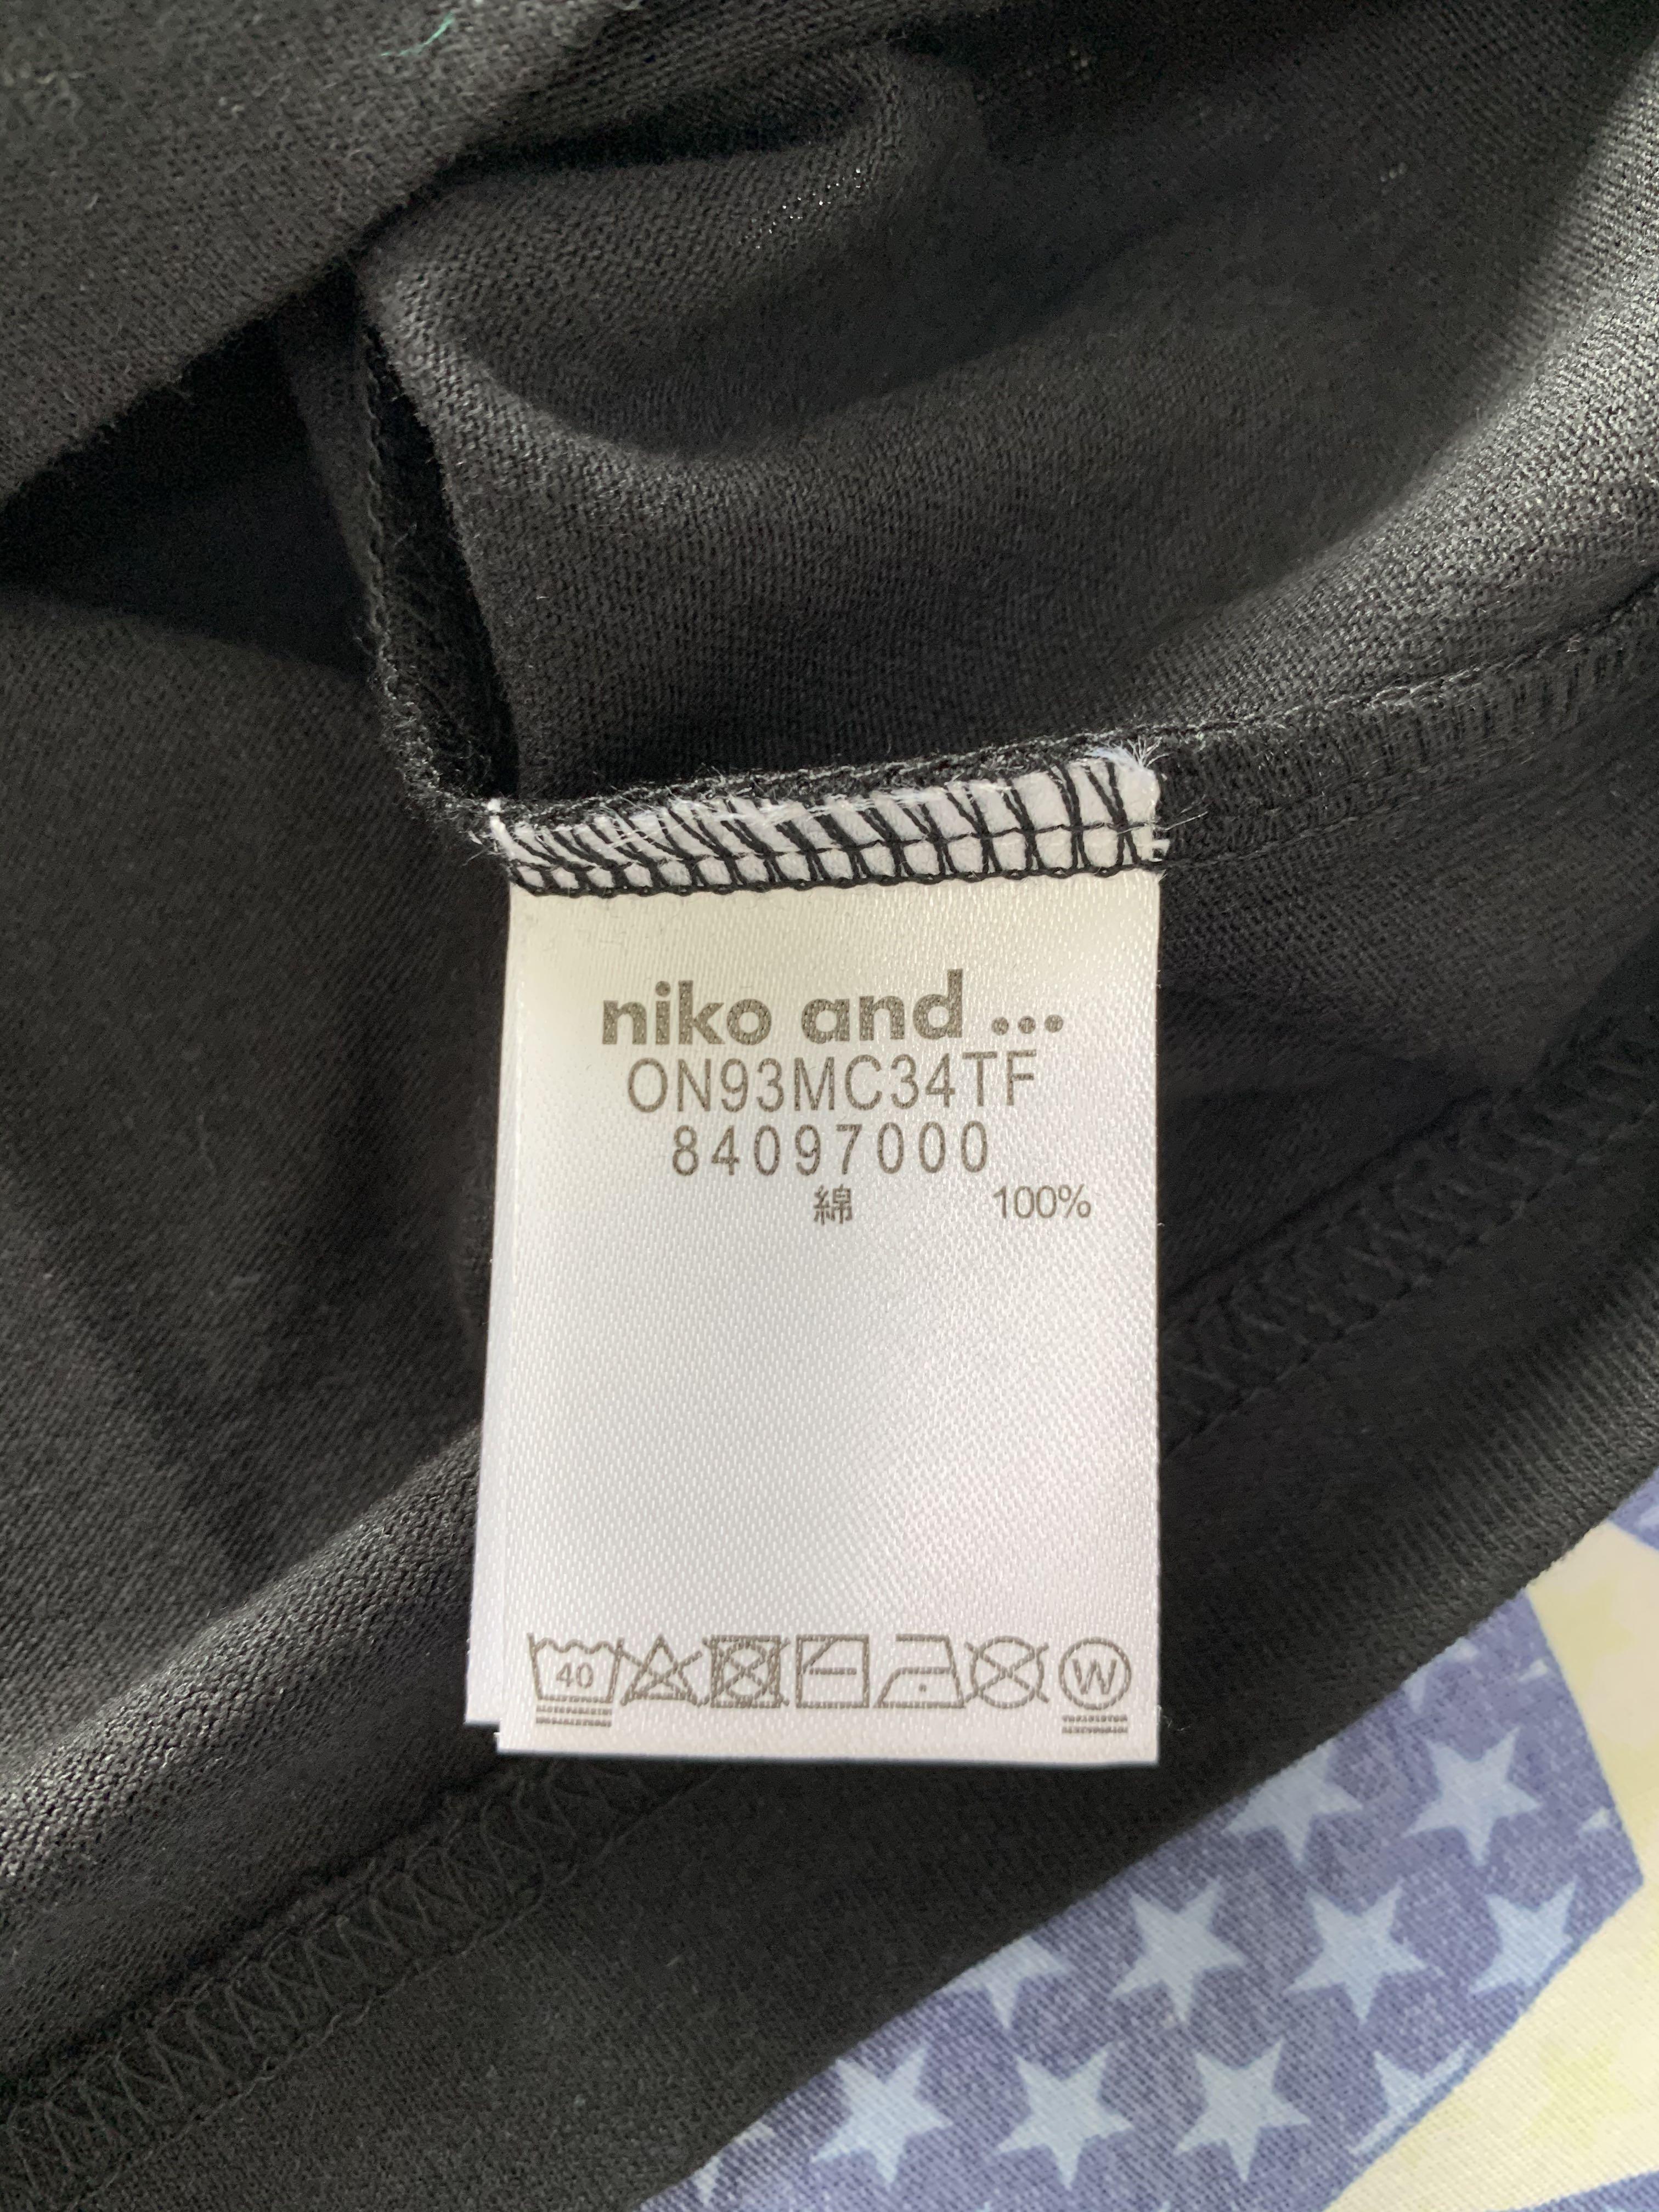 niko and ...
ON93MC34TF
84097000
綿 100%
40 W